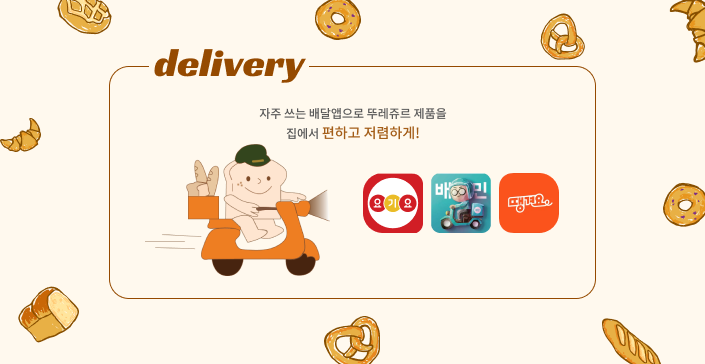 delivery
자주 쓰는 배달앱으로 뚜레쥬르 제품을
집에서 편하고 저렴하게!
요기요
배민
땡겨요